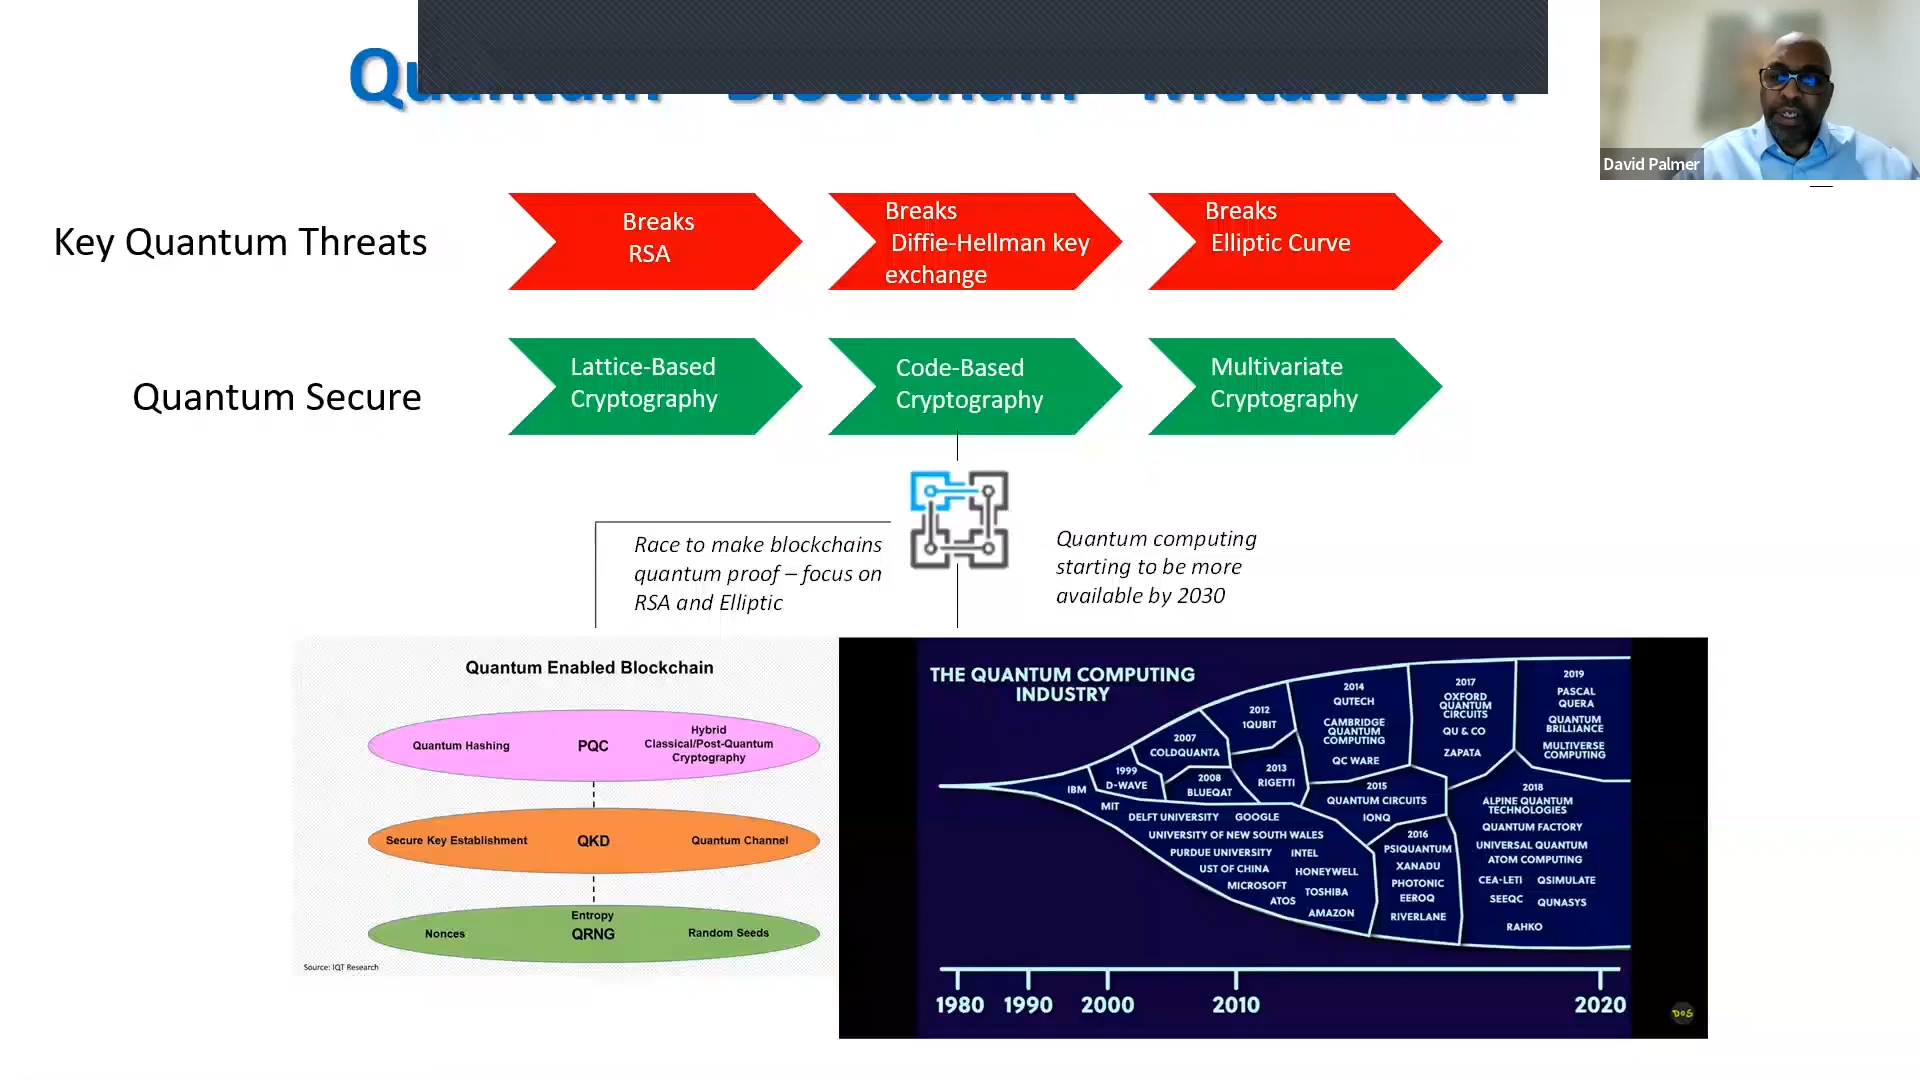 Quantum Blockchain Metaverse?
David Palmer
Key Quantum Threats
Breaks
RSA
Breaks
Diffie-Hellman key
exchange
Breaks
Elliptic Curve
Quantum Secure
Lattice-Based
Cryptography
Code-Based
Cryptography
Multivariate
Cryptography
Race to make blockchains
quantum proof – focus on
RSA and Elliptic
Quantum computing
starting to be more
available by 2030
Quantum Enabled Blockchain
Quantum Hashing
PQC
Hybrid
Classical/Post-Quantum
Cryptography
Secure Key Establishment
QKD
Quantum Channel
Nonces
Entropy
QRNG
Random Seeds
Source: IQT Research
THE QUANTUM COMPUTING
INDUSTRY
IBM
MIT
1999
D-WAVE
2007
COLDQUANTA
2008
BLUEQAT
2012
1QUBIT
2013
RIGETTI
2014
QUTECH
CAMBRIDGE
QUANTUM
COMPUTING
QC WARE
2015
QUANTUM CIRCUITS
IONQ
2016
PSIQUANTUM
XANADU
PHOTONIC
EEROQ
RIVERLANE
2017
OXFORD
QUANTUM
CIRCUITS
QU & CO
ZAPATA
2018
ALPINE QUANTUM
TECHNOLOGIES
QUANTUM FACTORY
UNIVERSAL QUANTUM
ATOM COMPUTING
CEA-LETI QSIMULATE
SEEQC QUNASYS
RAHKO
2019
PASCAL
QUERA
QUANTUM
BRILLIANCE
MULTIVERSE
COMPUTING
DELFT UNIVERSITY GOOGLE
UNIVERSITY OF NEW SOUTH WALES
PURDUE UNIVERSITY INTEL
UST OF CHINA HONEYWELL
MICROSOFT TOSHIBA
ATOS AMAZON
1980 1990 2000 2010 2020
DOS